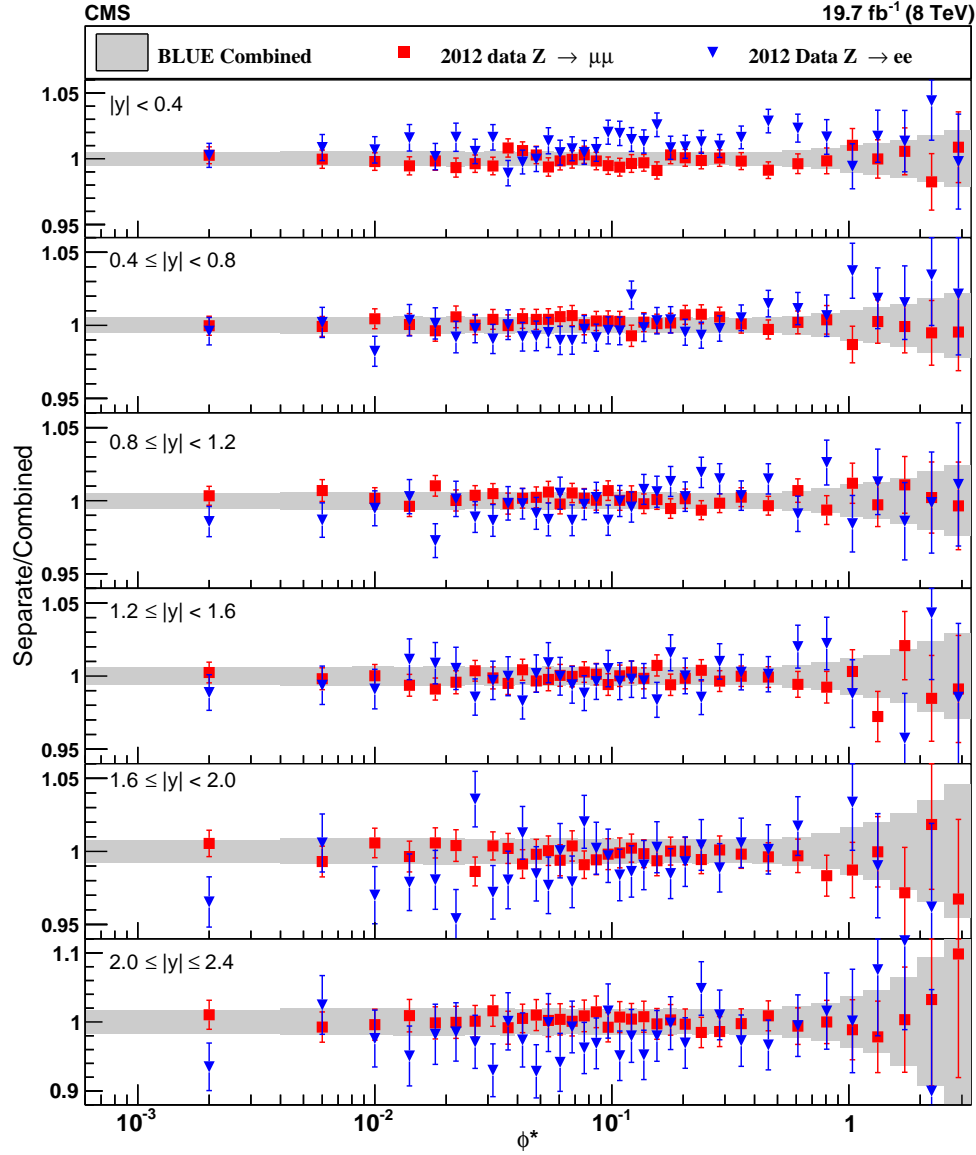 CMS 19.7 fb⁻¹ (8 TeV)
BLUE Combined 2012 data Z → μμ 2012 Data Z → ee
1.05
|y| < 0.4
1
0.95
1.05
0.4 ≤ |y| < 0.8
1
0.95
1.05
0.8 ≤ |y| < 1.2
1
0.95
1.05
1.2 ≤ |y| < 1.6
1
0.95
1.05
1.6 ≤ |y| < 2.0
1
0.95
1.1
2.0 ≤ |y| ≤ 2.4
1
0.9
Separate/Combined
10⁻³ 10⁻² 10⁻¹ 1
ϕ*